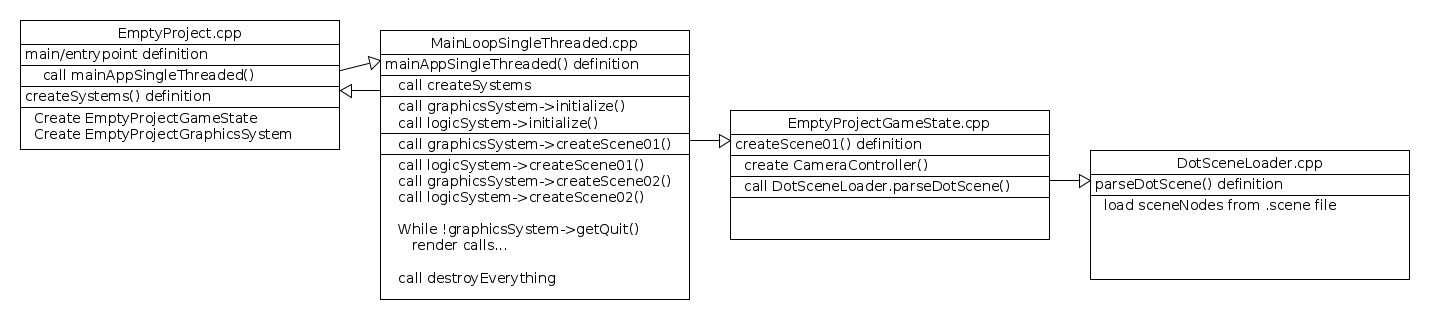 EmptyProject.cpp
main/entrypoint definition
call mainAppSingleThreaded()
createSystems() definition
Create EmptyProjectGameState
Create EmptyProjectGraphicsSystem
MainLoopSingleThreaded.cpp
mainAppSingleThreaded() definition
call createSystems
call graphicsSystem->initialize()
call logicSystem->initialize()
call graphicsSystem->createScene01()
call logicSystem->createScene01()
call graphicsSystem->createScene02()
call logicSystem->createScene02()
While !graphicsSystem->getQuit()
render calls...
call destroyEverything
EmptyProjectGameState.cpp
createScene01() definition
create CameraController()
call DotSceneLoader.parseDotScene()
DotSceneLoader.cpp
parseDotScene() definition
load sceneNodes from .scene file